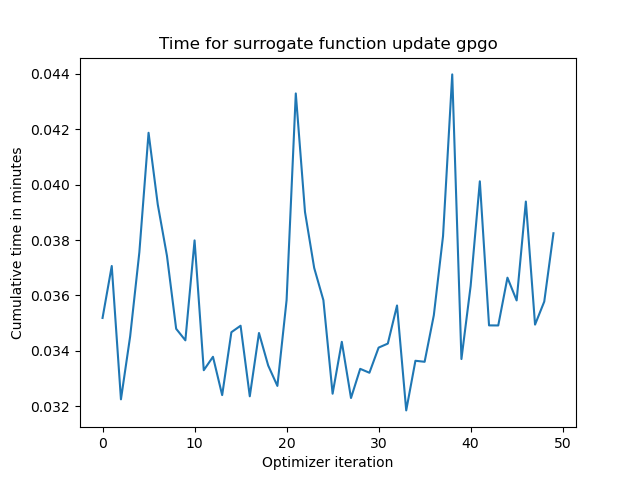 Time for surrogate function update gpgo
Cumulative time in minutes
0.044
0.042
0.040
0.038
0.036
0.034
0.032
0 10 20 30 40 50
Optimizer iteration